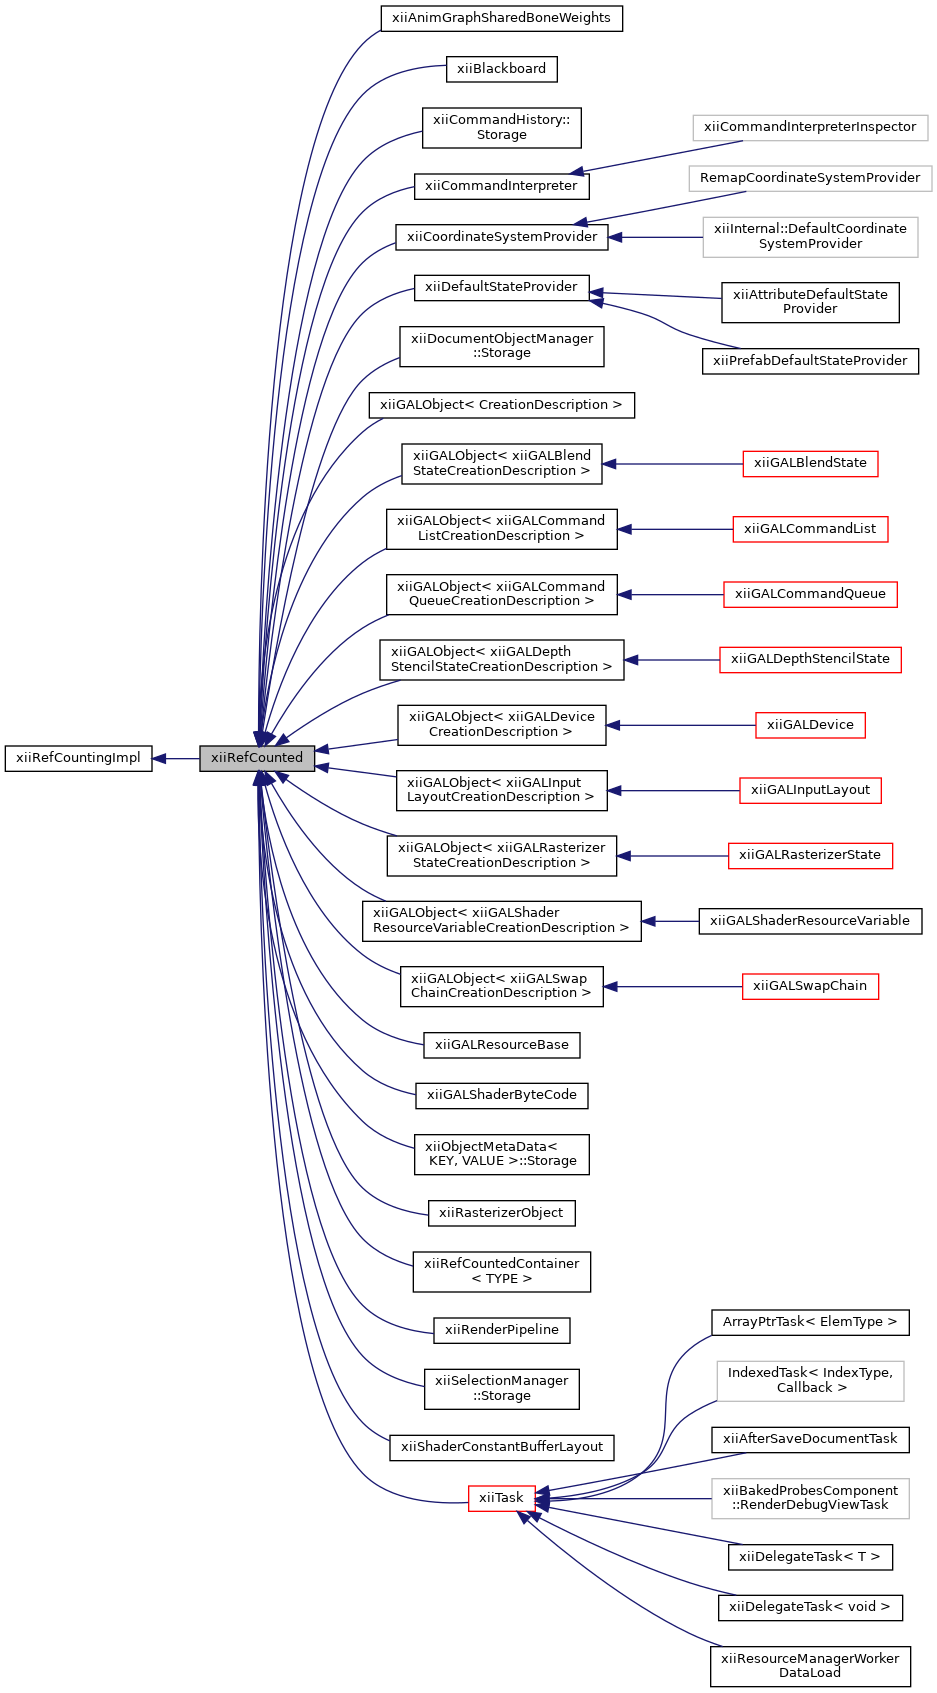 xiiAnimGraphSharedBoneWeights
xiiBlackboard
xiiCommandHistory::
Storage
xiiCommandInterpreterInspector
xiiCommandInterpreter
RemapCoordinateSystemProvider
xiiCoordinateSystemProvider
xiiInternal::DefaultCoordinate
SystemProvider
xiiDefaultStateProvider
xiiAttributeDefaultState
Provider
xiiDocumentObjectManager
::Storage
xiiPrefabDefaultStateProvider
xiiGALObject< CreationDescription >
xiiGALObject< xiiGALBlend
StateCreationDescription >
xiiGALBlendState
xiiGALObject< xiiGALCommand
ListCreationDescription >
xiiGALCommandList
xiiGALObject< xiiGALCommand
QueueCreationDescription >
xiiGALCommandQueue
xiiGALObject< xiiGALDepth
StencilStateCreationDescription >
xiiGALDepthStencilState
xiiGALObject< xiiGALDevice
CreationDescription >
xiiGALDevice
xiiRefCountingImpl
xiiRefCounted
xiiGALObject< xiiGALInput
LayoutCreationDescription >
xiiGALInputLayout
xiiGALObject< xiiGALRasterizer
StateCreationDescription >
xiiGALRasterizerState
xiiGALObject< xiiGALShader
ResourceVariableCreationDescription >
xiiGALShaderResourceVariable
xiiGALObject< xiiGALSwap
ChainCreationDescription >
xiiGALSwapChain
xiiGALResourceBase
xiiGALShaderByteCode
xiiObjectMetaData<
KEY, VALUE >::Storage
xiiRasterizerObject
xiiRefCountedContainer
< TYPE >
xiiRenderPipeline
ArrayPtrTask< ElemType >
xiiSelectionManager
::Storage
IndexedTask< IndexType,
Callback >
xiiShaderConstantBufferLayout
xiiAfterSaveDocumentTask
xiiTask
xiiBakedProbesComponent
::RenderDebugViewTask
xiiDelegateTask< T >
xiiDelegateTask< void >
xiiResourceManagerWorker
DataLoad